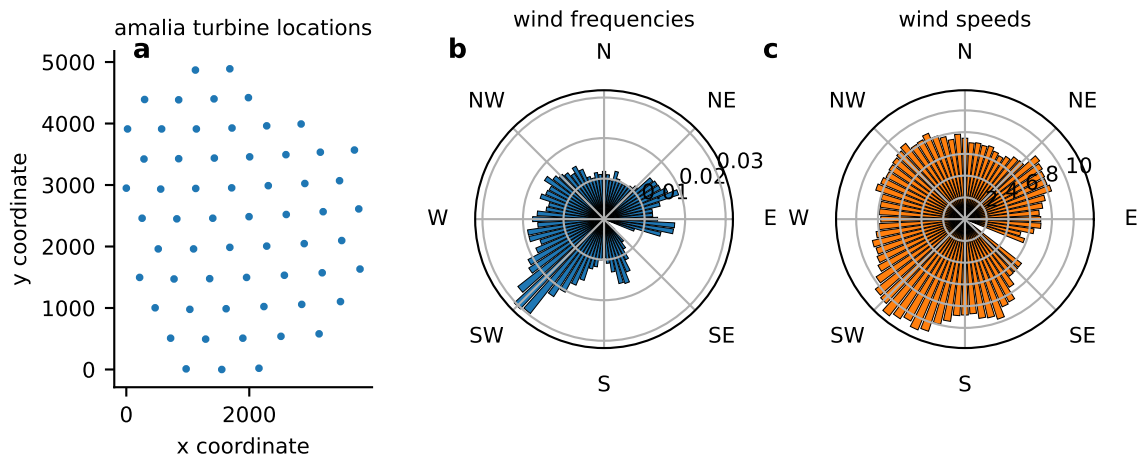 amalia turbine locations
a
y coordinate
5000
4000
3000
2000
1000
0
0 2000
x coordinate
wind frequencies
b
N
NW NE
0.03
0.02
0.01
W E
SW SE
S
wind speeds
c
N
NW NE
2 4 6 8 10
W E
SW SE
S